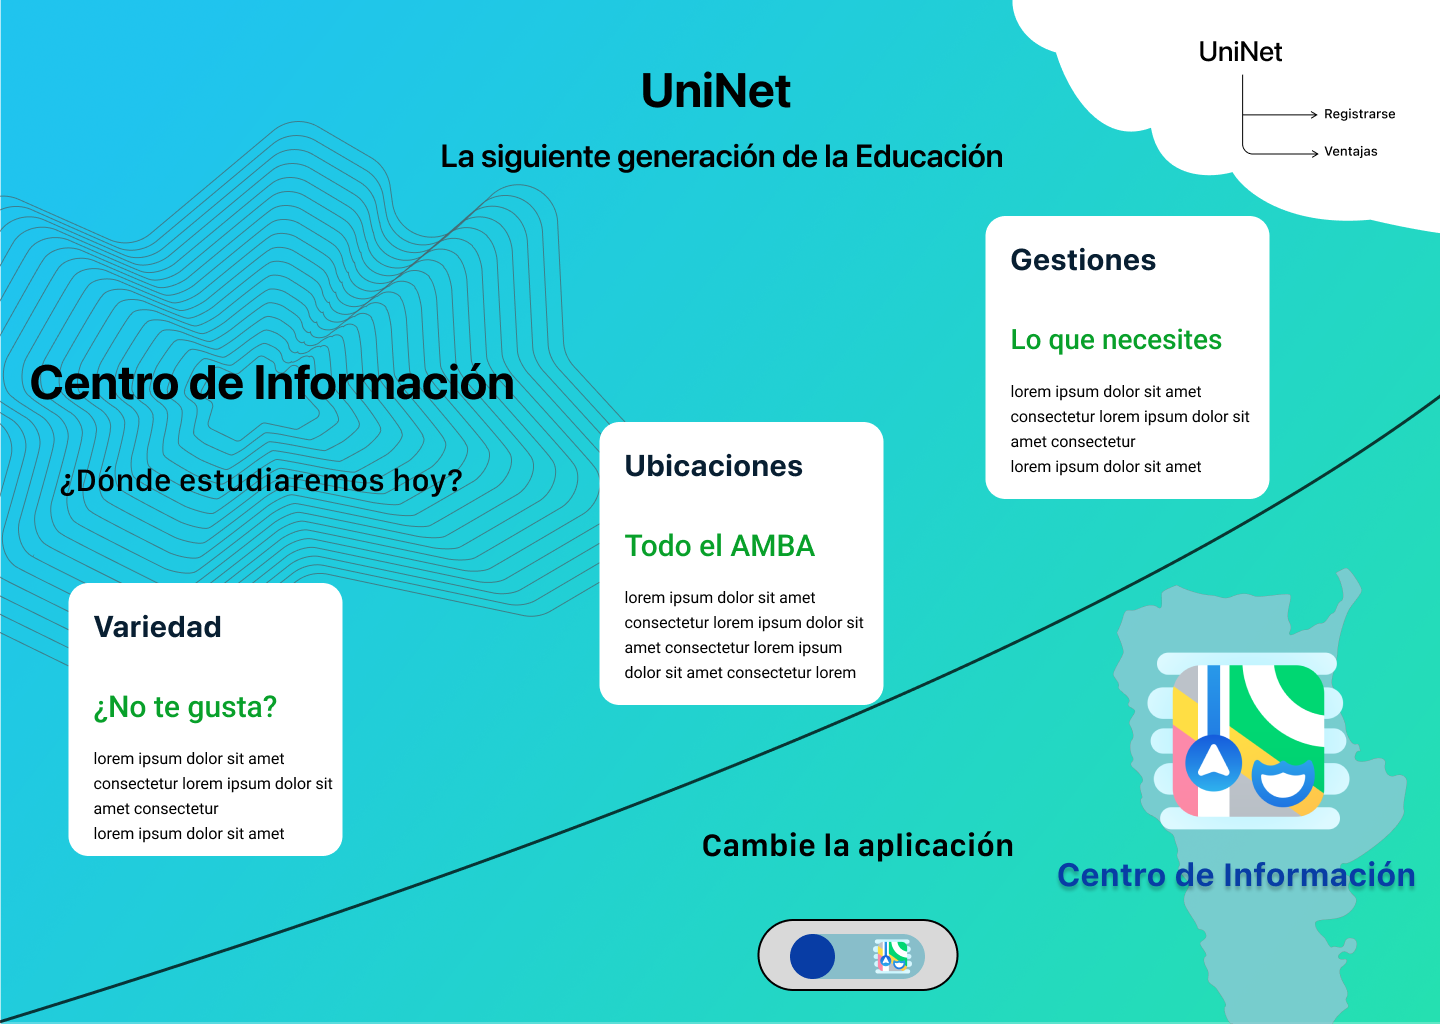 UniNet
La siguiente generación de la Educación
UniNet
Registrarse
Ventajas
Centro de Información
¿Dónde estudiaremos hoy?
Variedad
¿No te gusta?
lorem ipsum dolor sit amet
consectetur lorem ipsum dolor sit
amet consectetur
lorem ipsum dolor sit amet
Ubicaciones
Todo el AMBA
lorem ipsum dolor sit amet
consectetur lorem ipsum dolor sit
amet consectetur lorem ipsum
dolor sit amet consectetur lorem
Gestiones
Lo que necesites
lorem ipsum dolor sit amet
consectetur lorem ipsum dolor sit
amet consectetur
lorem ipsum dolor sit amet
Cambie la aplicación
Centro de Información